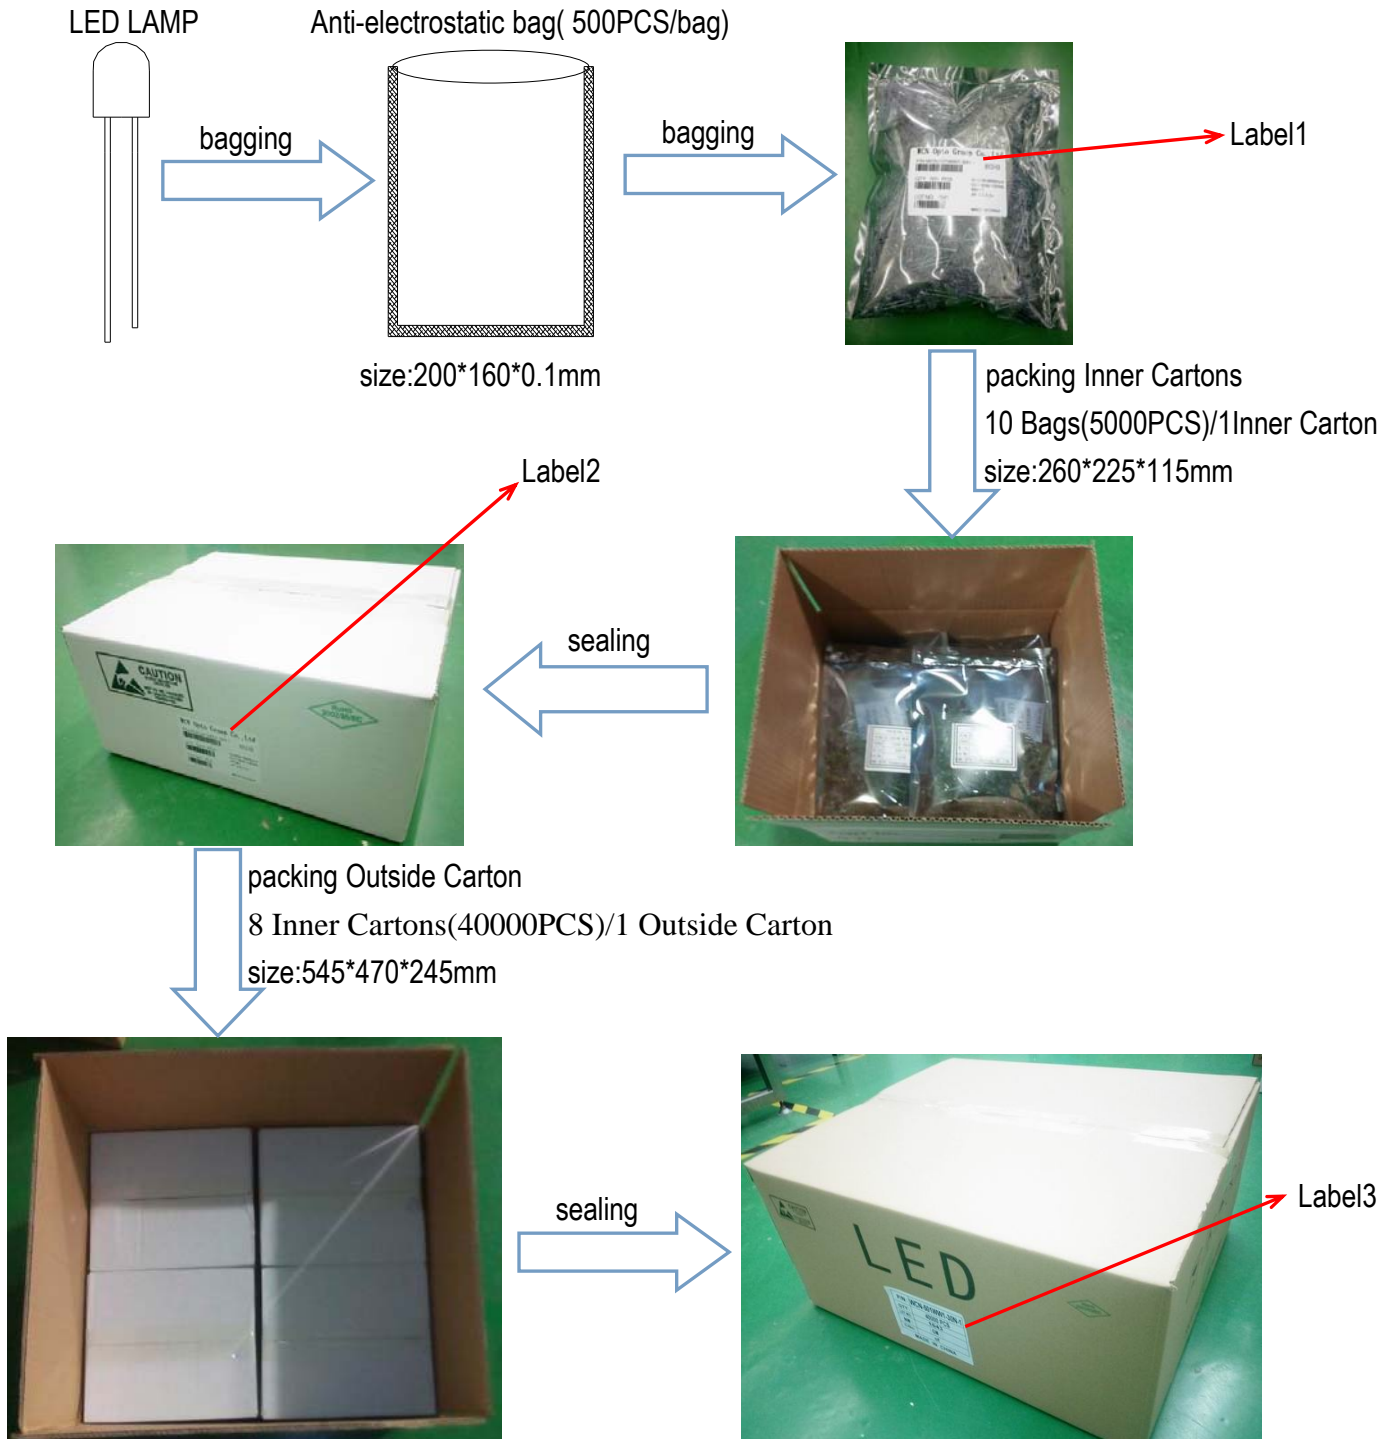 LED LAMP
Anti-electrostatic bag( 500PCS/bag)
bagging
bagging
Label1
size:200*160*0.1mm
packing Inner Cartons
10 Bags(5000PCS)/1Inner Carton
size:260*225*115mm
Label2
sealing
CAUTION
packing Outside Carton
8 Inner Cartons(40000PCS)/1 Outside Carton
size:545*470*245mm
sealing
Label3
LED